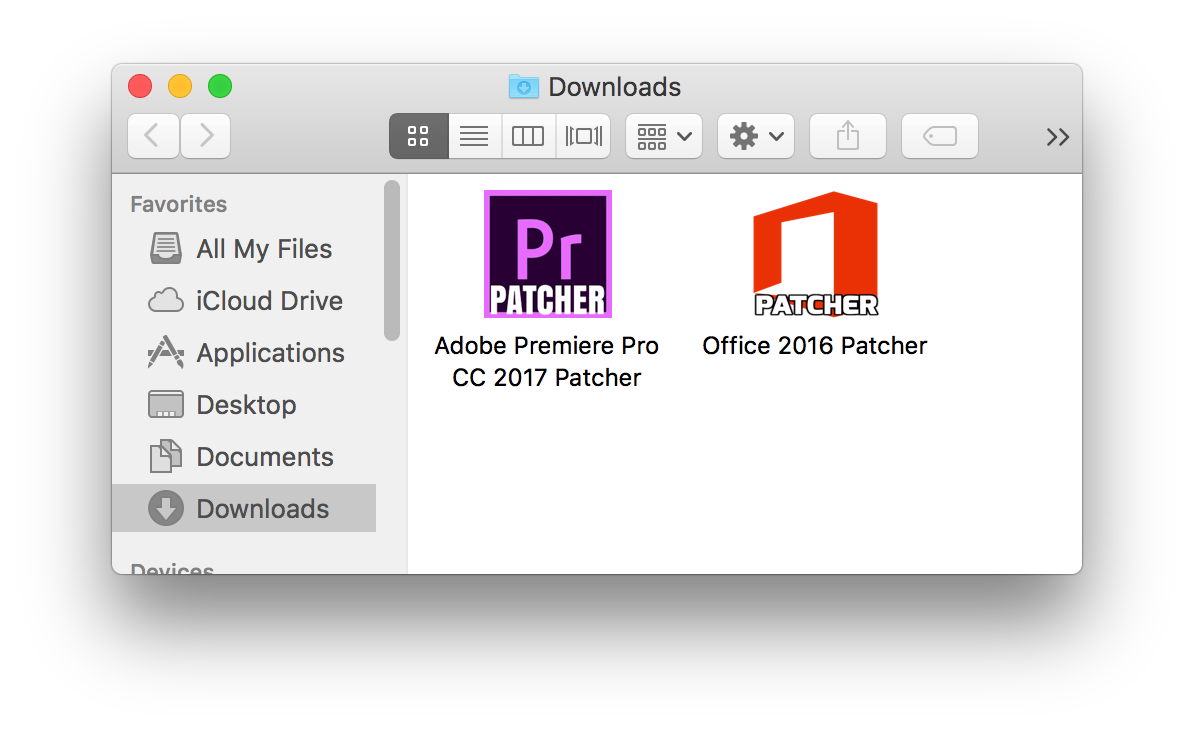 Downloads
Favorites
All My Files
iCloud Drive
Applications
Desktop
Documents
Downloads
Devices
Pr
PATCHER
Adobe Premiere Pro
CC 2017 Patcher
PATCHER
Office 2016 Patcher